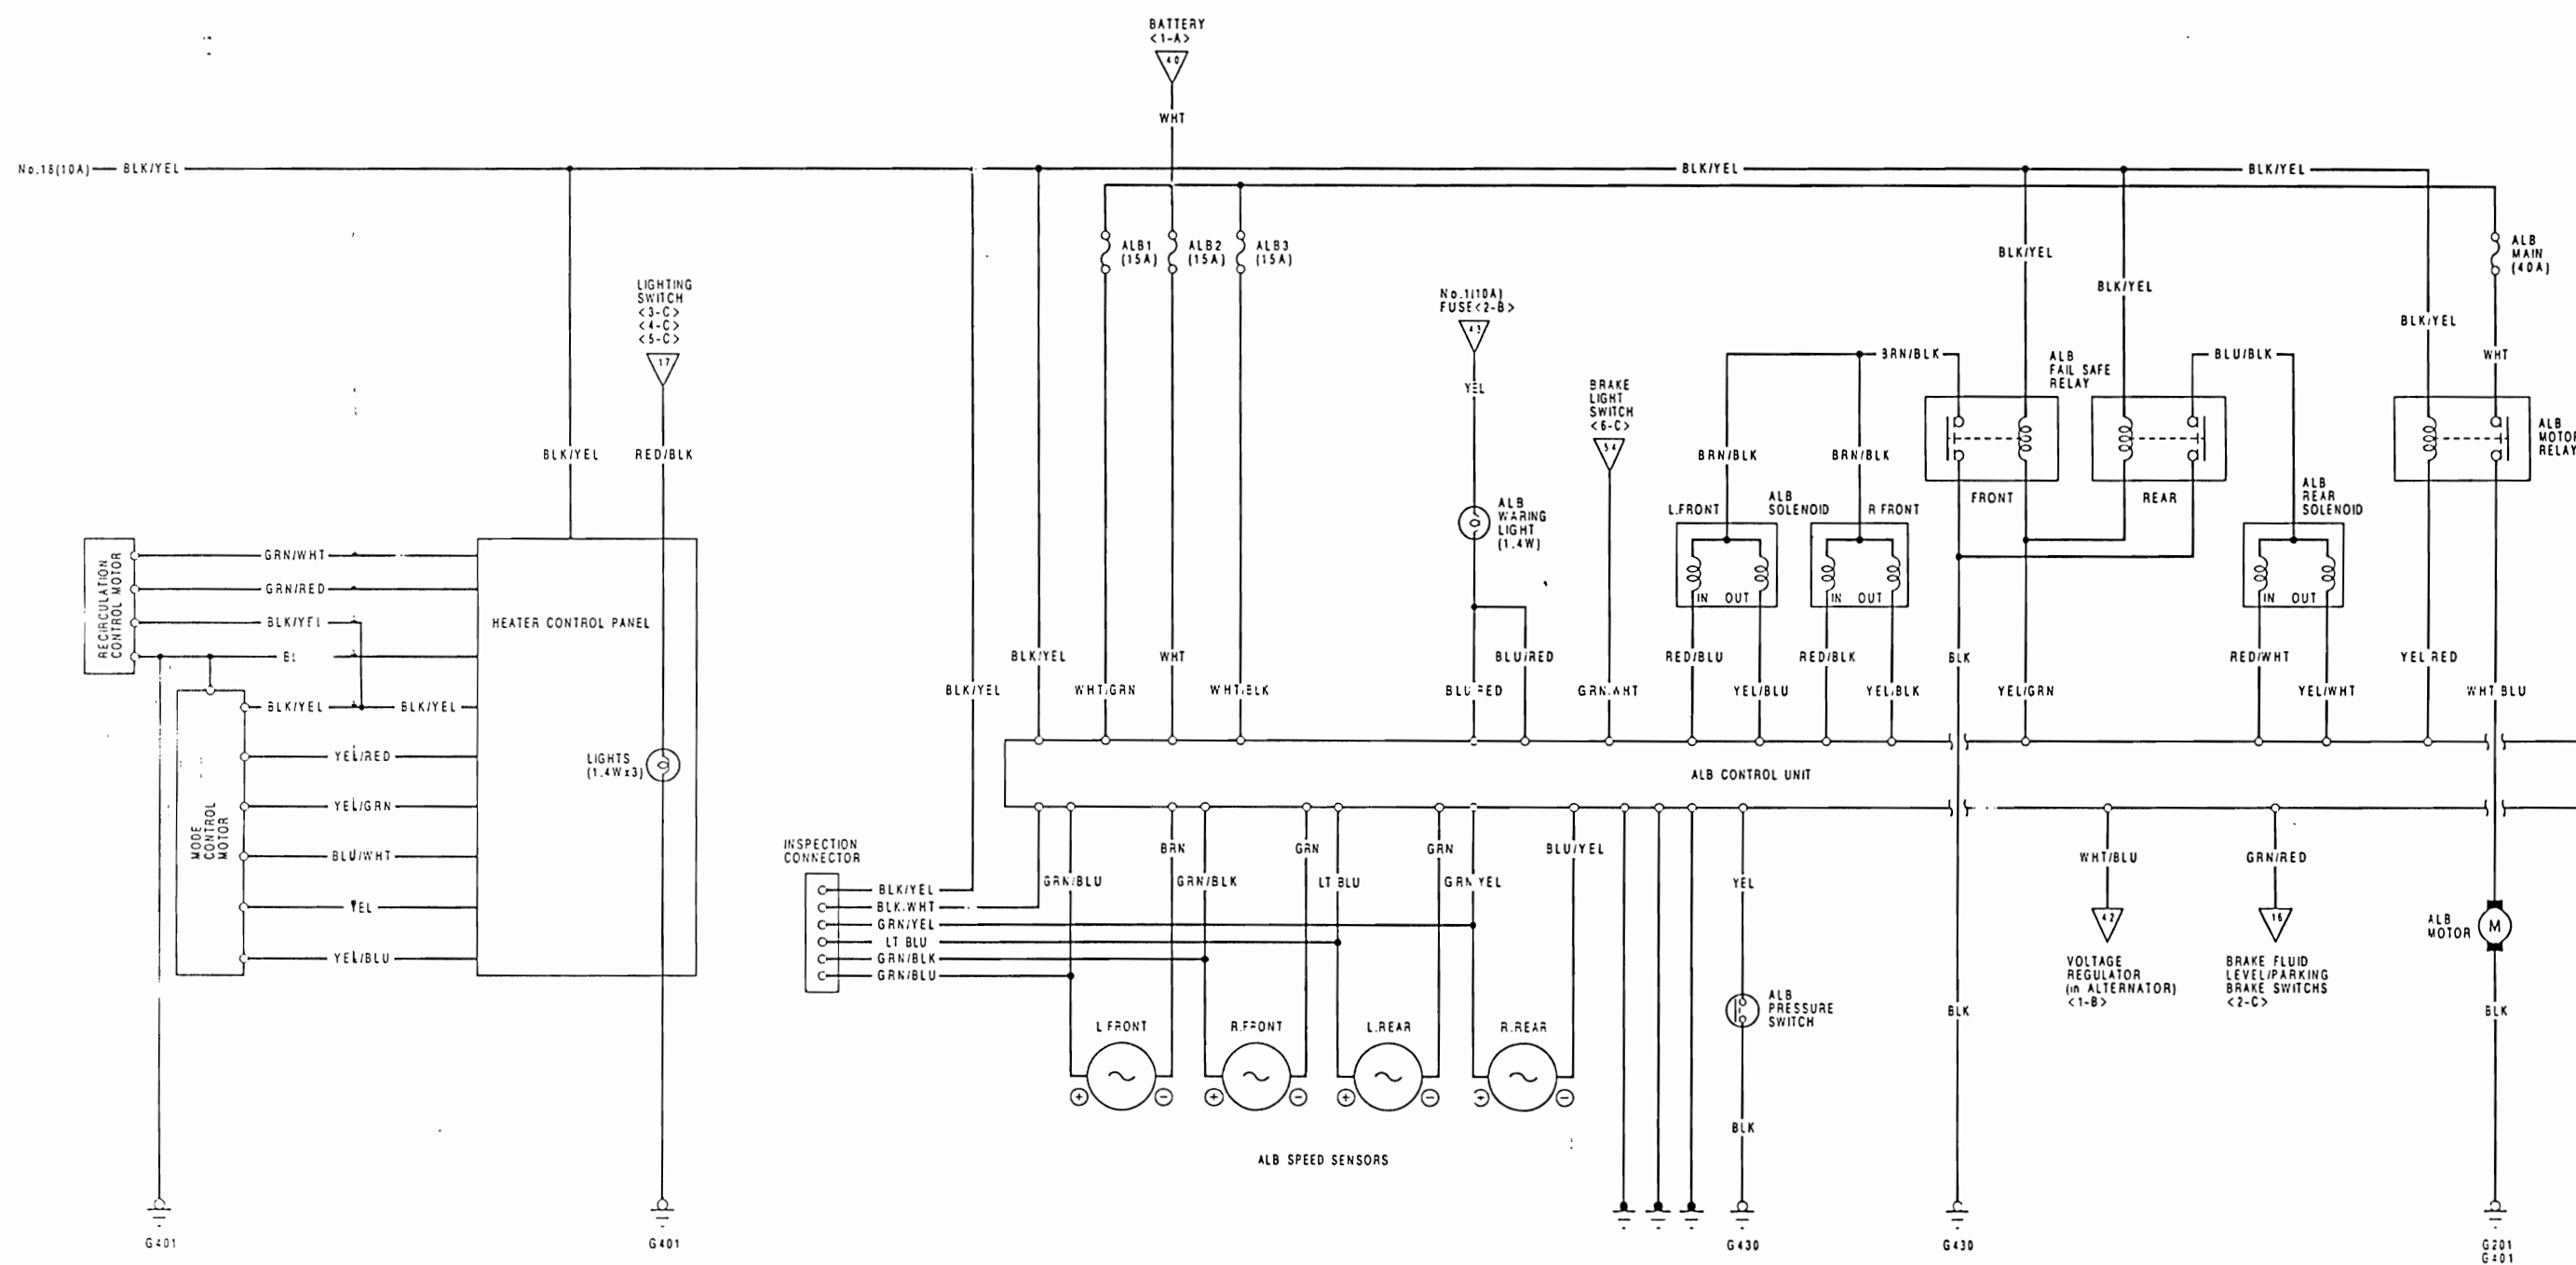 BATTERY
<1-A>
40
WHT
No.18(10A)
BLK/YEL
BLK/YEL
BLK/YEL
ALB1
(15A)
ALB2
(15A)
ALB3
(15A)
ALB
MAIN
(40A)
BLK/YEL
BLK/YEL
BLK/YEL
WHT
LIGHTING
SWITCH
<3-C>
<4-C>
<5-C>
17
No.1(10A)
FUSE<2-B>
43
YEL
BRAKE
LIGHT
SWITCH
<6-C>
54
BRN/BLK
ALB
FAIL SAFE
RELAY
BLU/BLK
ALB
MOTOR
RELAY
BLK/YEL
RED/BLK
BRN/BLK
BRN/BLK
FRONT
REAR
ALB
WARING
LIGHT
(1.4W)
L.FRONT
ALB
SOLENOID
R FRONT
ALB
REAR
SOLENOID
IN OUT
IN OUT
IN OUT
RECIRCULATION
CONTROL MOTOR
GRN/WHT
GRN/RED
BLK/YEL
HEATER CONTROL PANEL
BLK/YEL
BLK/YEL
YEL/RED
YEL/GRN
BLU/WHT
YEL
YEL/BLU
MODE
CONTROL
MOTOR
LIGHTS
(1.4Wx3)
BLK/YEL
BLK/YEL
WHT/GRN
WHT
WHT/BLK
BLU/RED
BLU/RED
GRN/WHT
RED/BLU
YEL/BLU
RED/BLK
YEL/BLK
BLK
YEL/GRN
RED/WHT
YEL/WHT
YEL RED
WHT BLU
ALB CONTROL UNIT
INSPECTION
CONNECTOR
BLK/YEL
BLK.WHT
GRN/YEL
LT BLU
GRN/BLK
GRN/BLU
GRN/BLU
BRN
GRN/BLK
GRN
LT BLU
GRN
GRN YEL
BLU/YEL
YEL
WHT/BLU
GRN/RED
42
16
VOLTAGE
REGULATOR
(in ALTERNATOR)
<1-B>
BRAKE FLUID
LEVEL/PARKING
BRAKE SWITCHS
<2-C>
ALB
MOTOR
M
ALB
PRESSURE
SWITCH
BLK
BLK
BLK
L FRONT
R.FRONT
L.REAR
R.REAR
ALB SPEED SENSORS
G401
G401
G430
G430
G201
G401